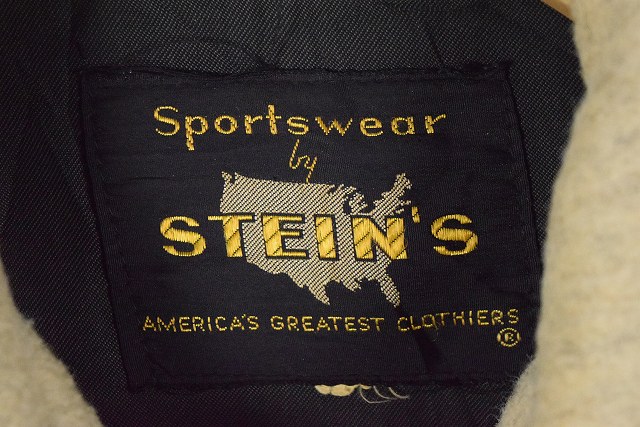 Sportswear
by
STEIN'S
AMERICA'S GREATEST CLOTHIERS
®